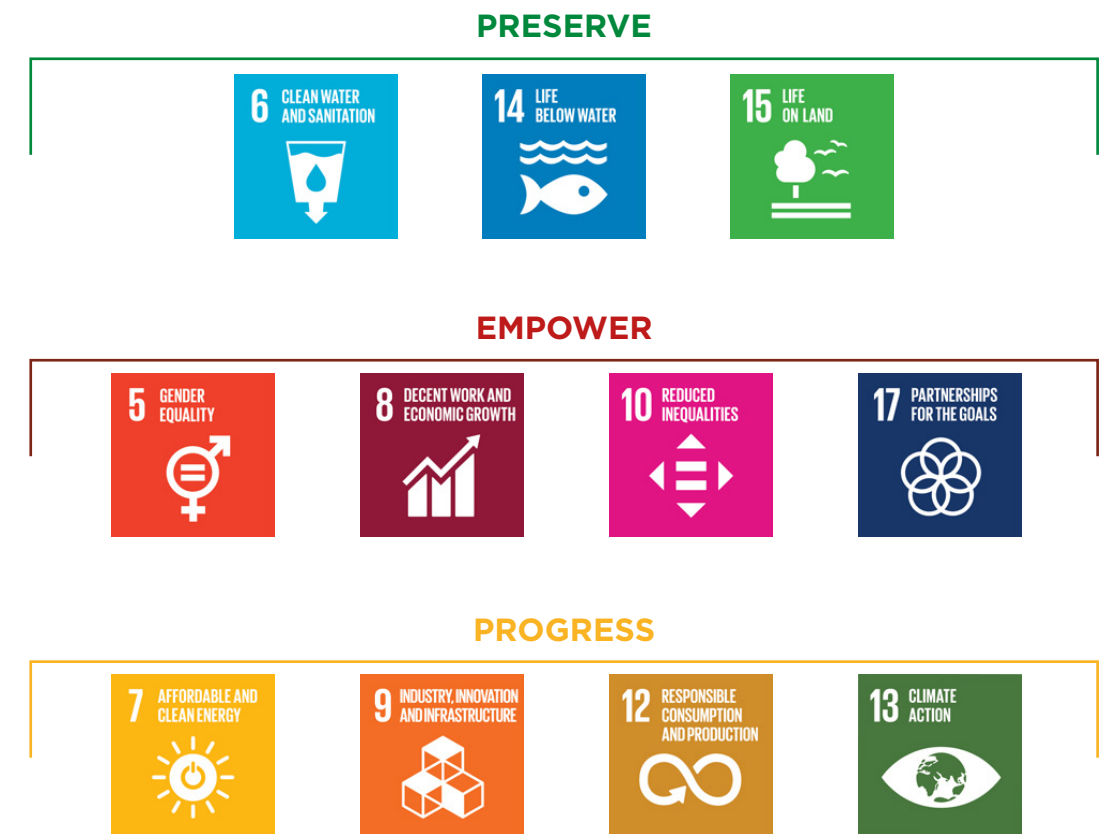 PRESERVE
6 CLEAN WATER
AND SANITATION
14 LIFE
BELOW WATER
15 LIFE
ON LAND
EMPOWER
5 GENDER
EQUALITY
8 DECENT WORK AND
ECONOMIC GROWTH
10 REDUCED
INEQUALITIES
17 PARTNERSHIPS
FOR THE GOALS
PROGRESS
7 AFFORDABLE AND
CLEAN ENERGY
9 INDUSTRY, INNOVATION
AND INFRASTRUCTURE
12 RESPONSIBLE
CONSUMPTION
AND PRODUCTION
13 CLIMATE
ACTION